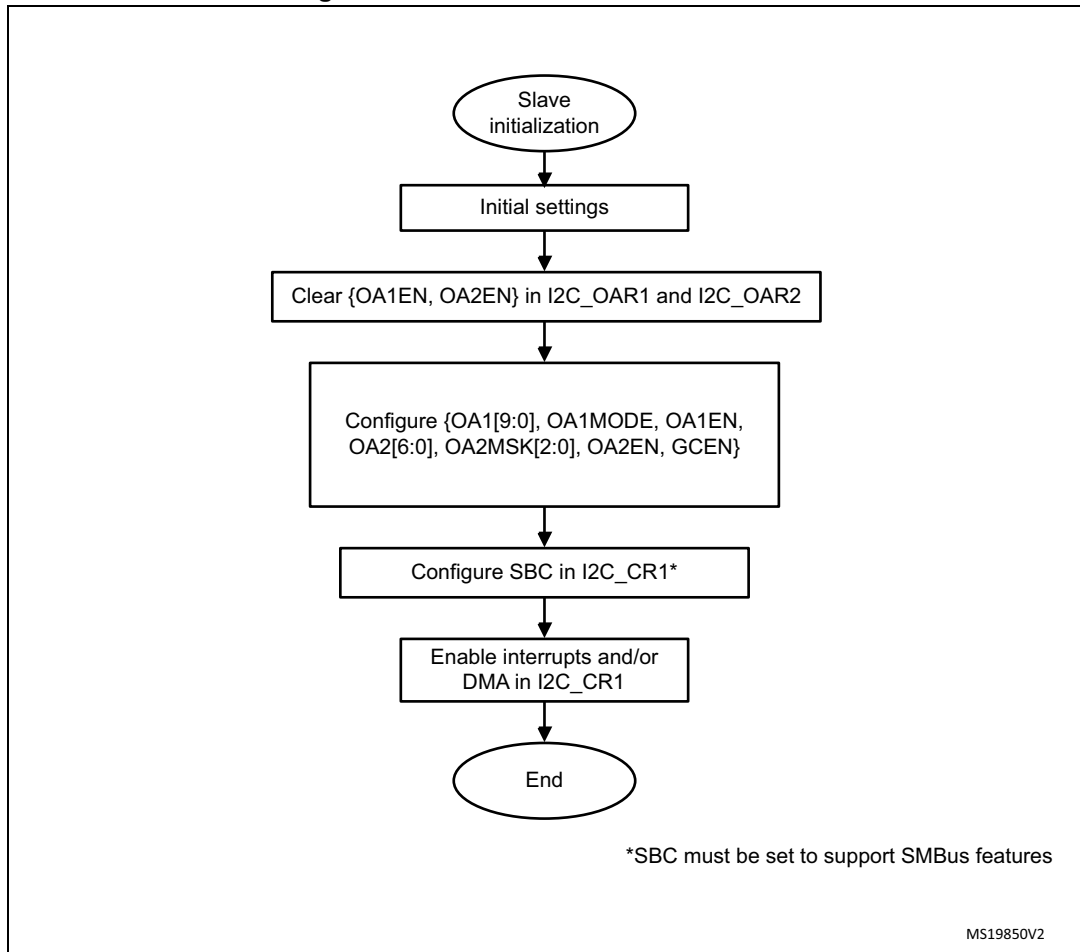 Slave
initialization
Initial settings
Clear {OA1EN, OA2EN} in I2C_OAR1 and I2C_OAR2
Configure {OA1[9:0], OA1MODE, OA1EN,
OA2[6:0], OA2MSK[2:0], OA2EN, GCEN}
Configure SBC in I2C_CR1*
Enable interrupts and/or
DMA in I2C_CR1
End
*SBC must be set to support SMBus features
MS19850V2